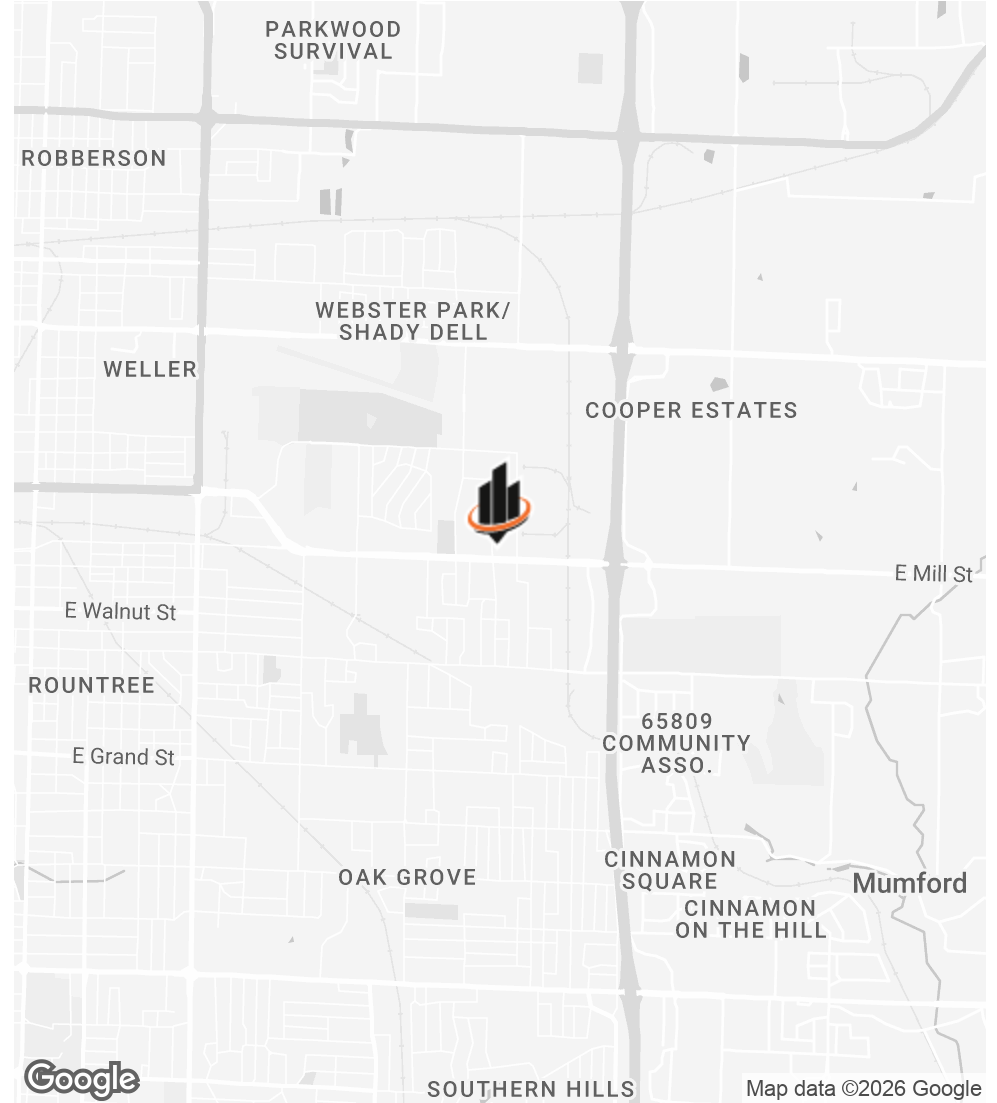 PARKWOOD
SURVIVAL
ROBBERSON
WEBSTER PARK/
SHADY DELL
WELLER
COOPER ESTATES
E Mill St
E Walnut St
ROUNTREE
65809
COMMUNITY
ASSO.
E Grand St
CINNAMON
SQUARE
OAK GROVE
Mumford
CINNAMON
ON THE HILL
Google
SOUTHERN HILLS
Map data ©2026 Google